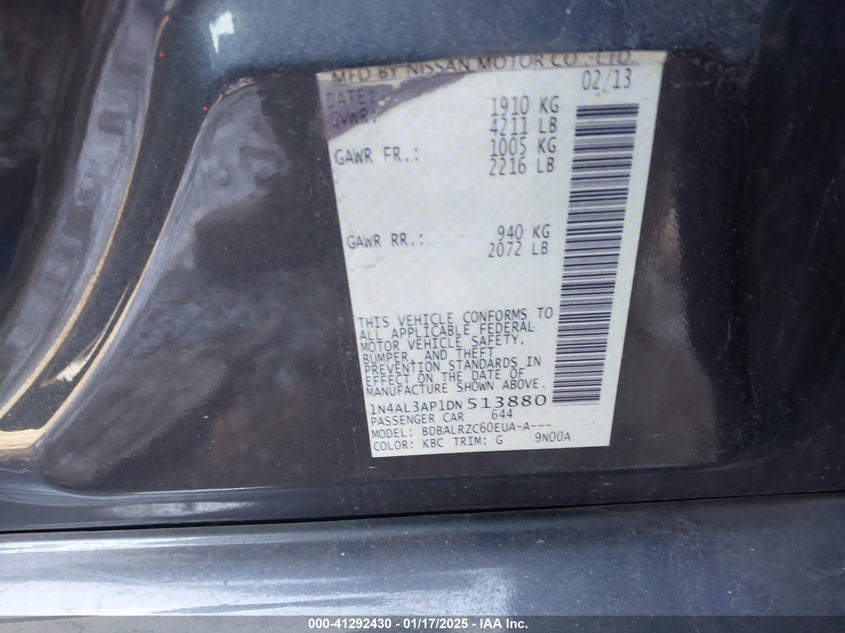 MFD BY NISSAN MOTOR CO.,LTD.
DATE: 02/13
GVWR: 1910 KG
4211 LB
GAWR FR.: 1005 KG
2216 LB
GAWR RR.: 940 KG
2072 LB
THIS VEHICLE CONFORMS TO
ALL APPLICABLE FEDERAL
MOTOR VEHICLE SAFETY,
BUMPER, AND THEFT
PREVENTION STANDARDS IN
EFFECT ON THE DATE OF
MANUFACTURE SHOWN ABOVE.
1N4AL3AP1DN 513880
PASSENGER CAR 644
MODEL: BDBALRZC60EUA-A---
COLOR: KBC TRIM: G 9N00A
000-41292430 - 01/17/2025 - IAA Inc.